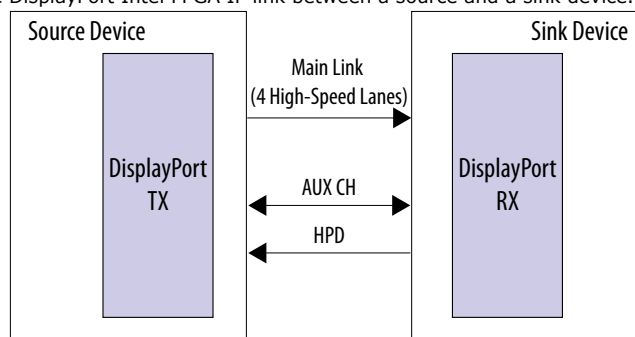 DisplayPort Intel FPGA IP link between a source and a sink device.
Source Device
Sink Device
Main Link
(4 High-Speed Lanes)
DisplayPort
TX
DisplayPort
RX
AUX CH
HPD